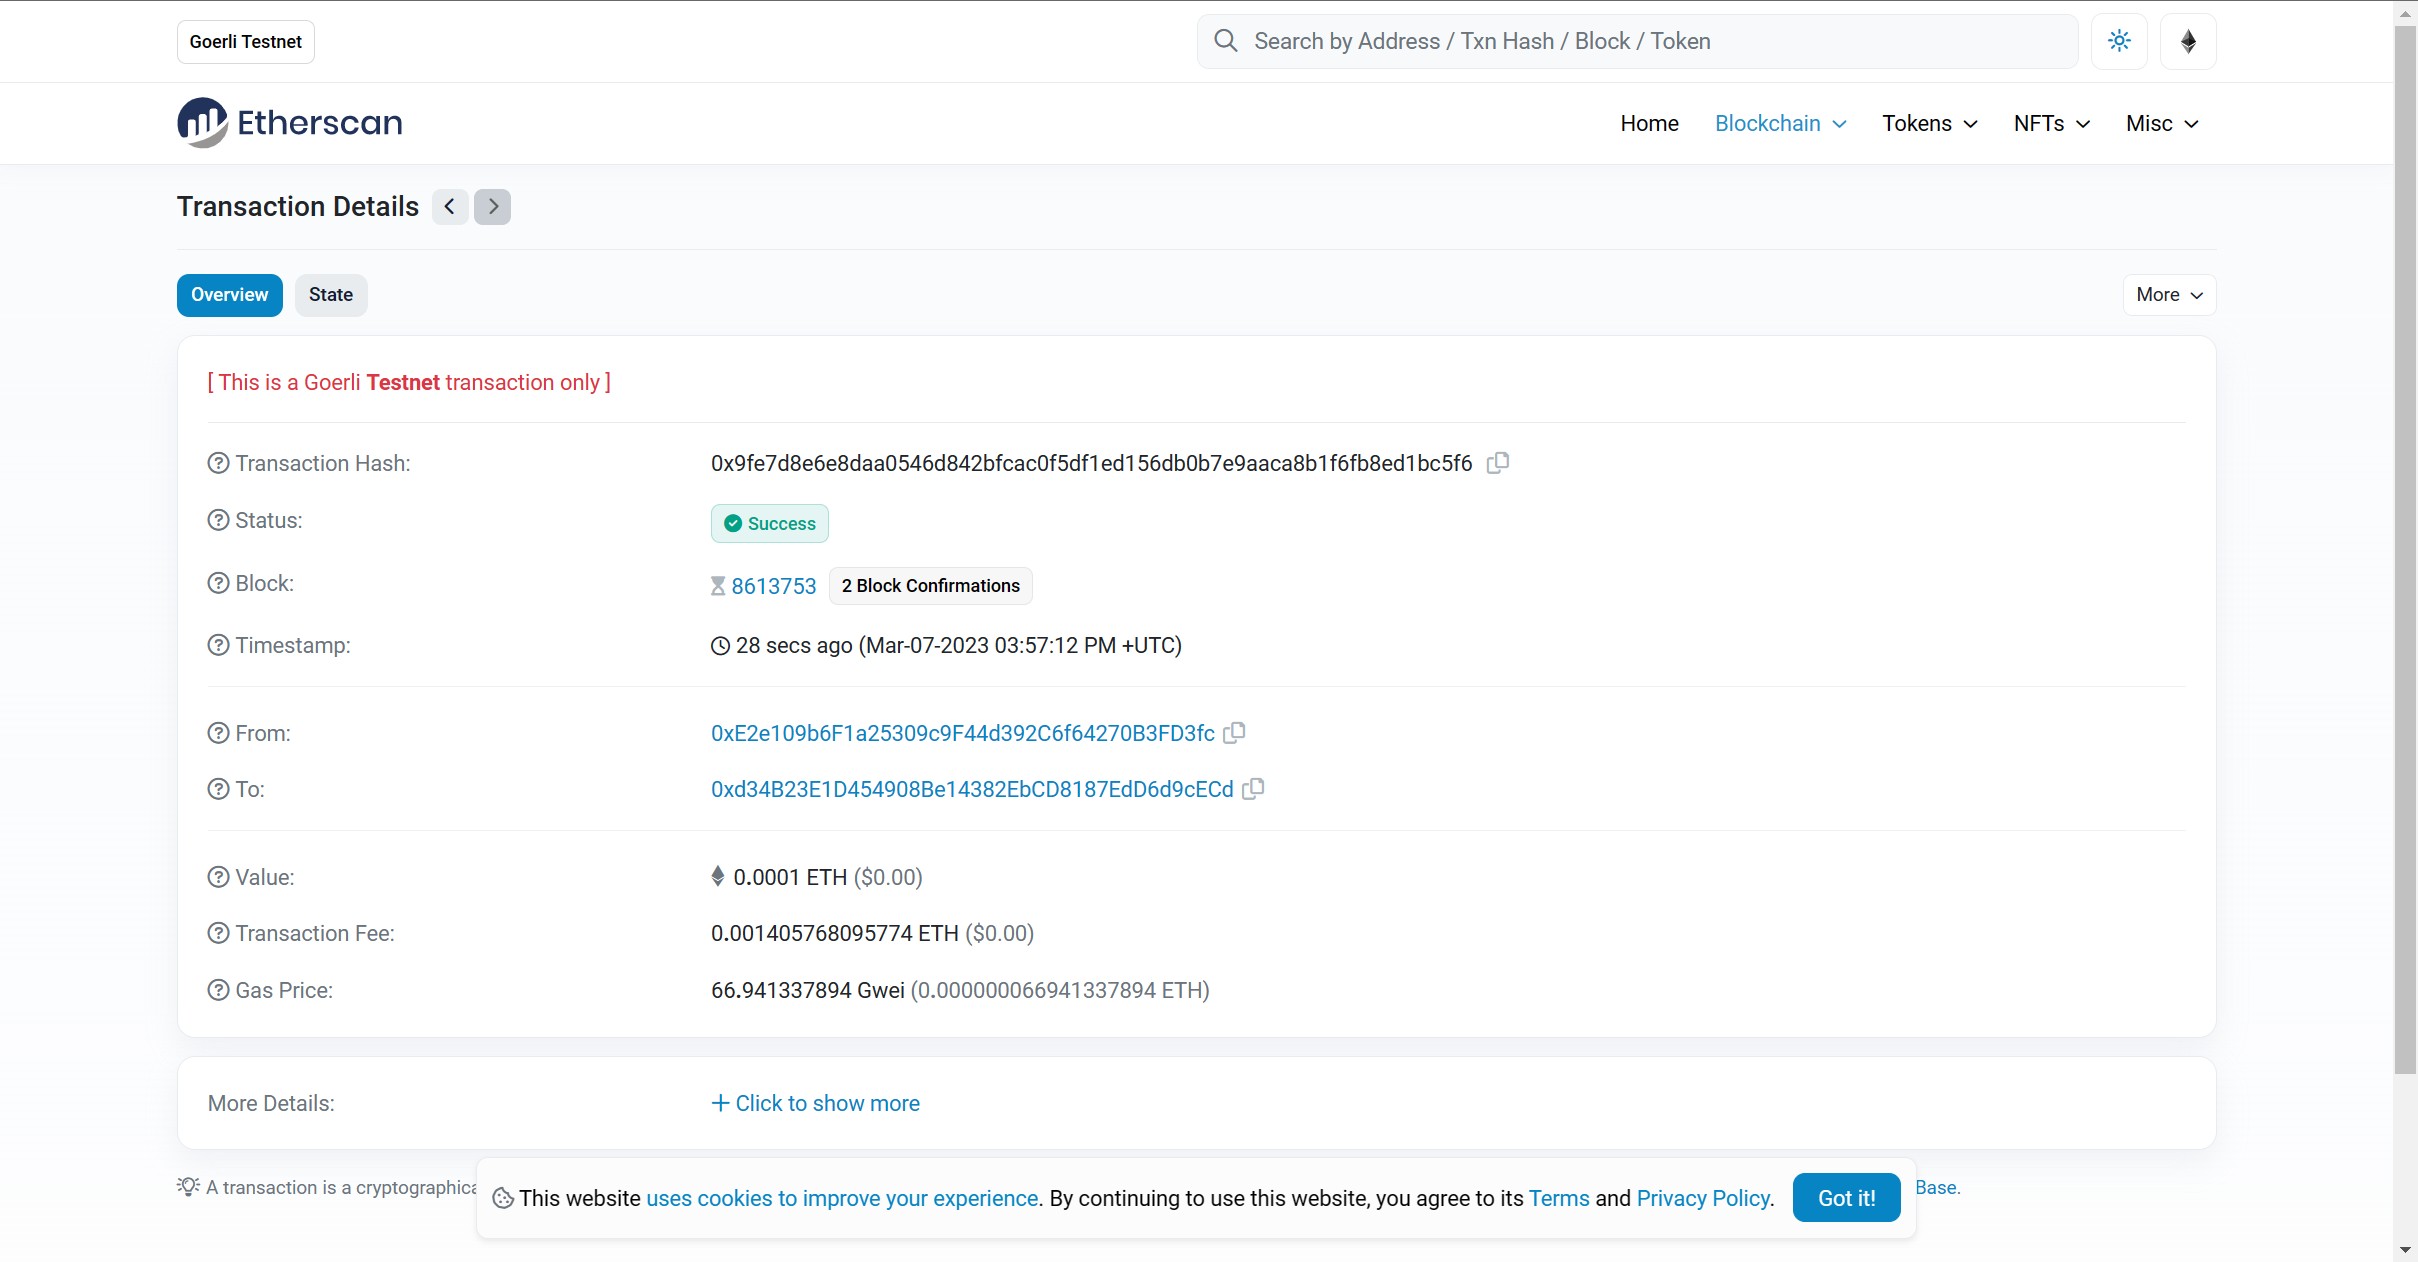 Goerli Testnet
Search by Address / Txn Hash / Block / Token
Etherscan
Home Blockchain Tokens NFTs Misc
Transaction Details
Overview State More
[ This is a Goerli Testnet transaction only ]
Transaction Hash: 0x9fe7d8e6e8daa0546d842bfcac0f5df1ed156db0b7e9aaca8b1f6fb8ed1bc5f6
Status: Success
Block: 8613753 2 Block Confirmations
Timestamp: 28 secs ago (Mar-07-2023 03:57:12 PM +UTC)
From: 0xE2e109b6F1a25309c9F44d392C6f64270B3FD3fc
To: 0xd34B23E1D454908Be14382EbCD8187EdD6d9cECd
Value: 0.0001 ETH ($0.00)
Transaction Fee: 0.001405768095774 ETH ($0.00)
Gas Price: 66.941337894 Gwei (0.000000066941337894 ETH)
More Details: Click to show more
A transaction is a cryptographica Base.
This website uses cookies to improve your experience. By continuing to use this website, you agree to its Terms and Privacy Policy. Got it!